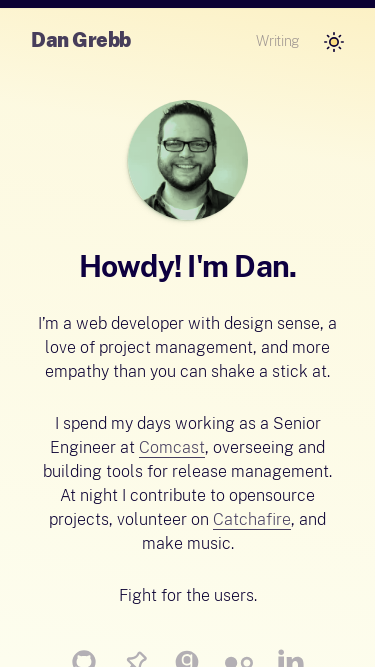 Dan Grebb
Writing
Howdy! I'm Dan.
I’m a web developer with design sense, a
love of project management, and more
empathy than you can shake a stick at.
I spend my days working as a Senior
Engineer at Comcast, overseeing and
building tools for release management.
At night I contribute to opensource
projects, volunteer on Catchafire, and
make music.
Fight for the users.